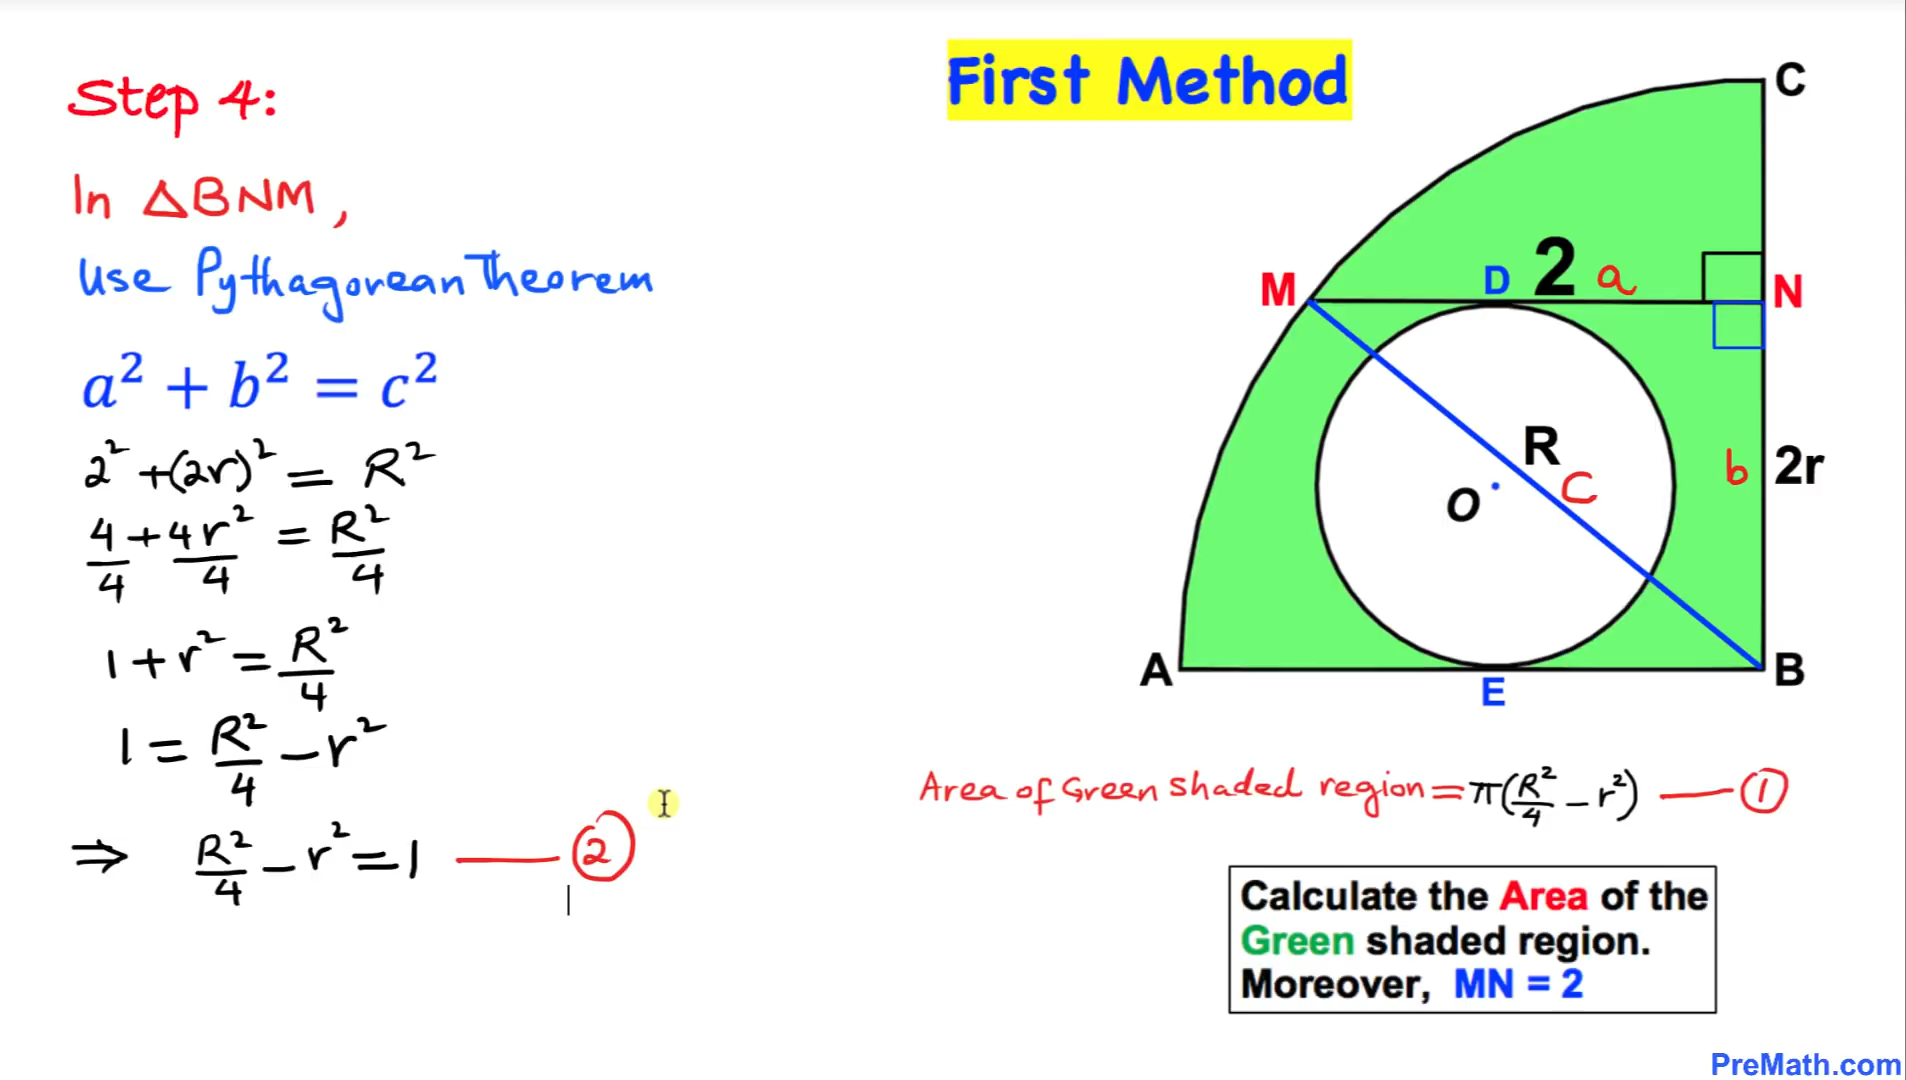 First Method
Step 4:
In △BNM,
Use Pythagorean Theorem
a² + b² = c²
2² + (2r)² = R²
4/4 + 4r²/4 = R²/4
1 + r² = R²/4
1 = R²/4 – r²
⇒ R²/4 – r² = 1 —— ②
C
M
D
2
a
N
R
C
O
b
2r
A
E
B
Area of Green shaded region = π(R²/4 – r²) —— ①
Calculate the Area of the
Green shaded region.
Moreover, MN = 2
PreMath.com